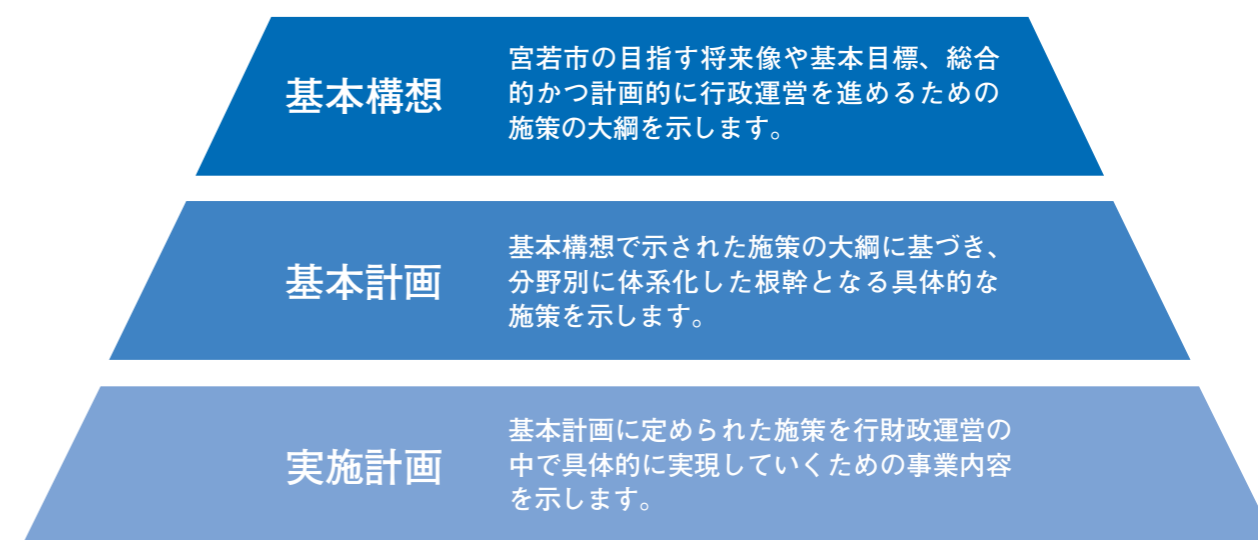 基本構想
宮若市の目指す将来像や基本目標、総合
的かつ計画的に行政運営を進めるための
施策の大綱を示します。
基本計画
基本構想で示された施策の大綱に基づき、
分野別に体系化した根幹となる具体的な
施策を示します。
実施計画
基本計画に定められた施策を行財政運営の
中で具体的に実現していくための事業内容
を示します。